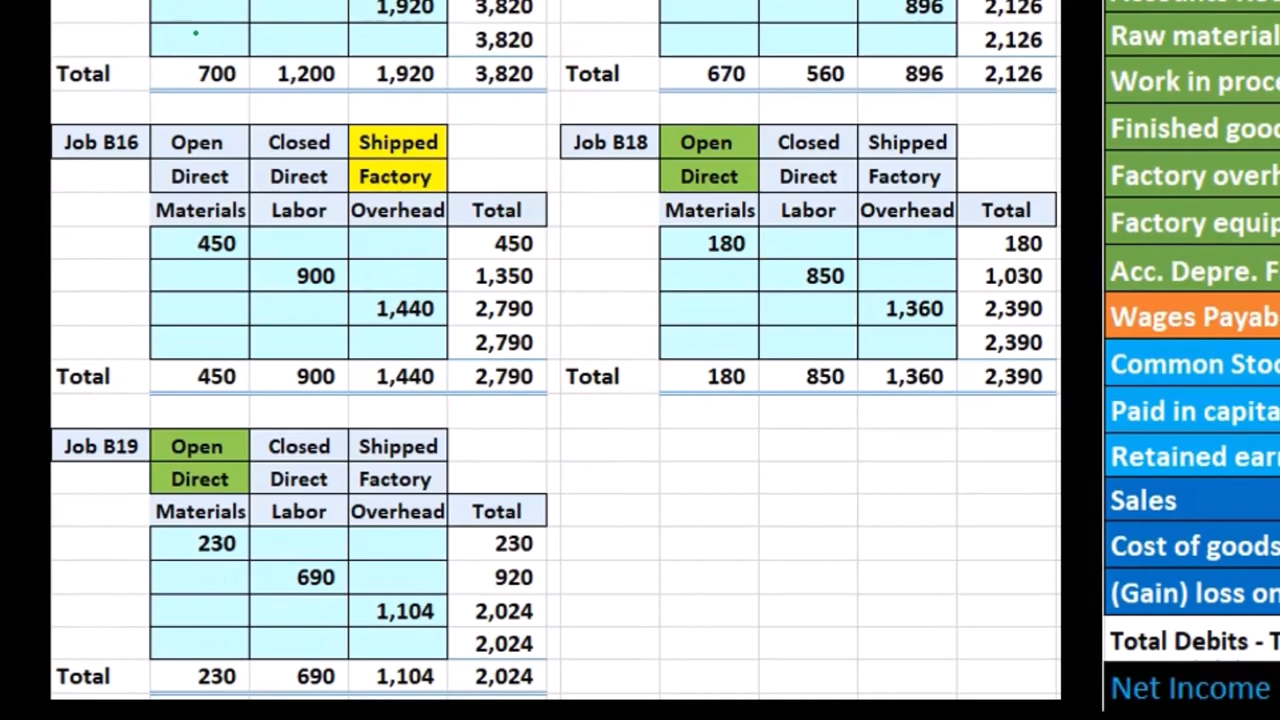 1,920 3,820 896 2,126
3,820 2,126
Total 700 1,200 1,920 3,820 Total 670 560 896 2,126
Job B16 Open Closed Shipped Job B18 Open Closed Shipped
Direct Direct Factory Direct Direct Factory
Materials Labor Overhead Total Materials Labor Overhead Total
450 450 180 180
900 1,350 850 1,030
1,440 2,790 1,360 2,390
2,790 2,390
Total 450 900 1,440 2,790 Total 180 850 1,360 2,390
Job B19 Open Closed Shipped
Direct Direct Factory
Materials Labor Overhead Total
230 230
690 920
1,104 2,024
2,024
Total 230 690 1,104 2,024
Raw material
Work in proce
Finished good
Factory overh
Factory equip
Acc. Depre. F
Wages Payab
Common Stoc
Paid in capita
Retained earn
Sales
Cost of goods
(Gain) loss on
Total Debits - T
Net Income